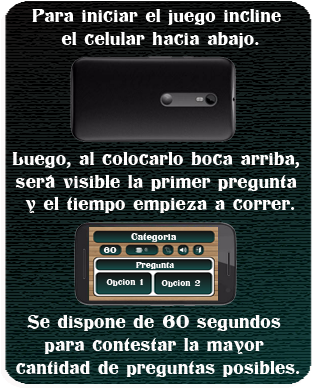 Para iniciar el juego incline
el celular hacia abajo.
Luego, al colocarlo boca arriba,
será visible la primer pregunta
y el tiempo empieza a correr.
Categoria
60
Pregunta
Opcion 1 Opcion 2
Se dispone de 60 segundos
para contestar la mayor
cantidad de preguntas posibles.